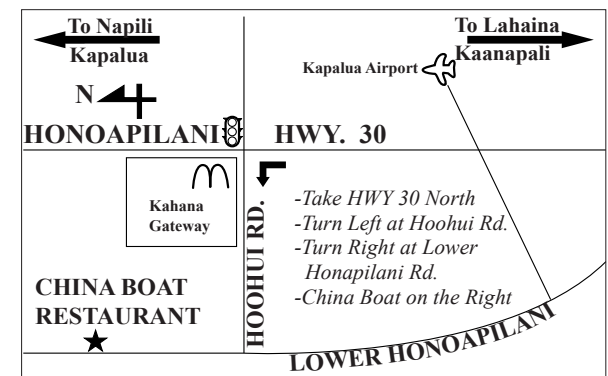 To Napili
Kapalua
To Lahaina
Kaanapali
Kapalua Airport
N
HONOAPILANI HWY. 30
Kahana
Gateway
HOOHUI RD.
-Take HWY 30 North
-Turn Left at Hoohui Rd.
-Turn Right at Lower
Honapilani Rd.
-China Boat on the Right
CHINA BOAT
RESTAURANT
LOWER HONOAPILANI